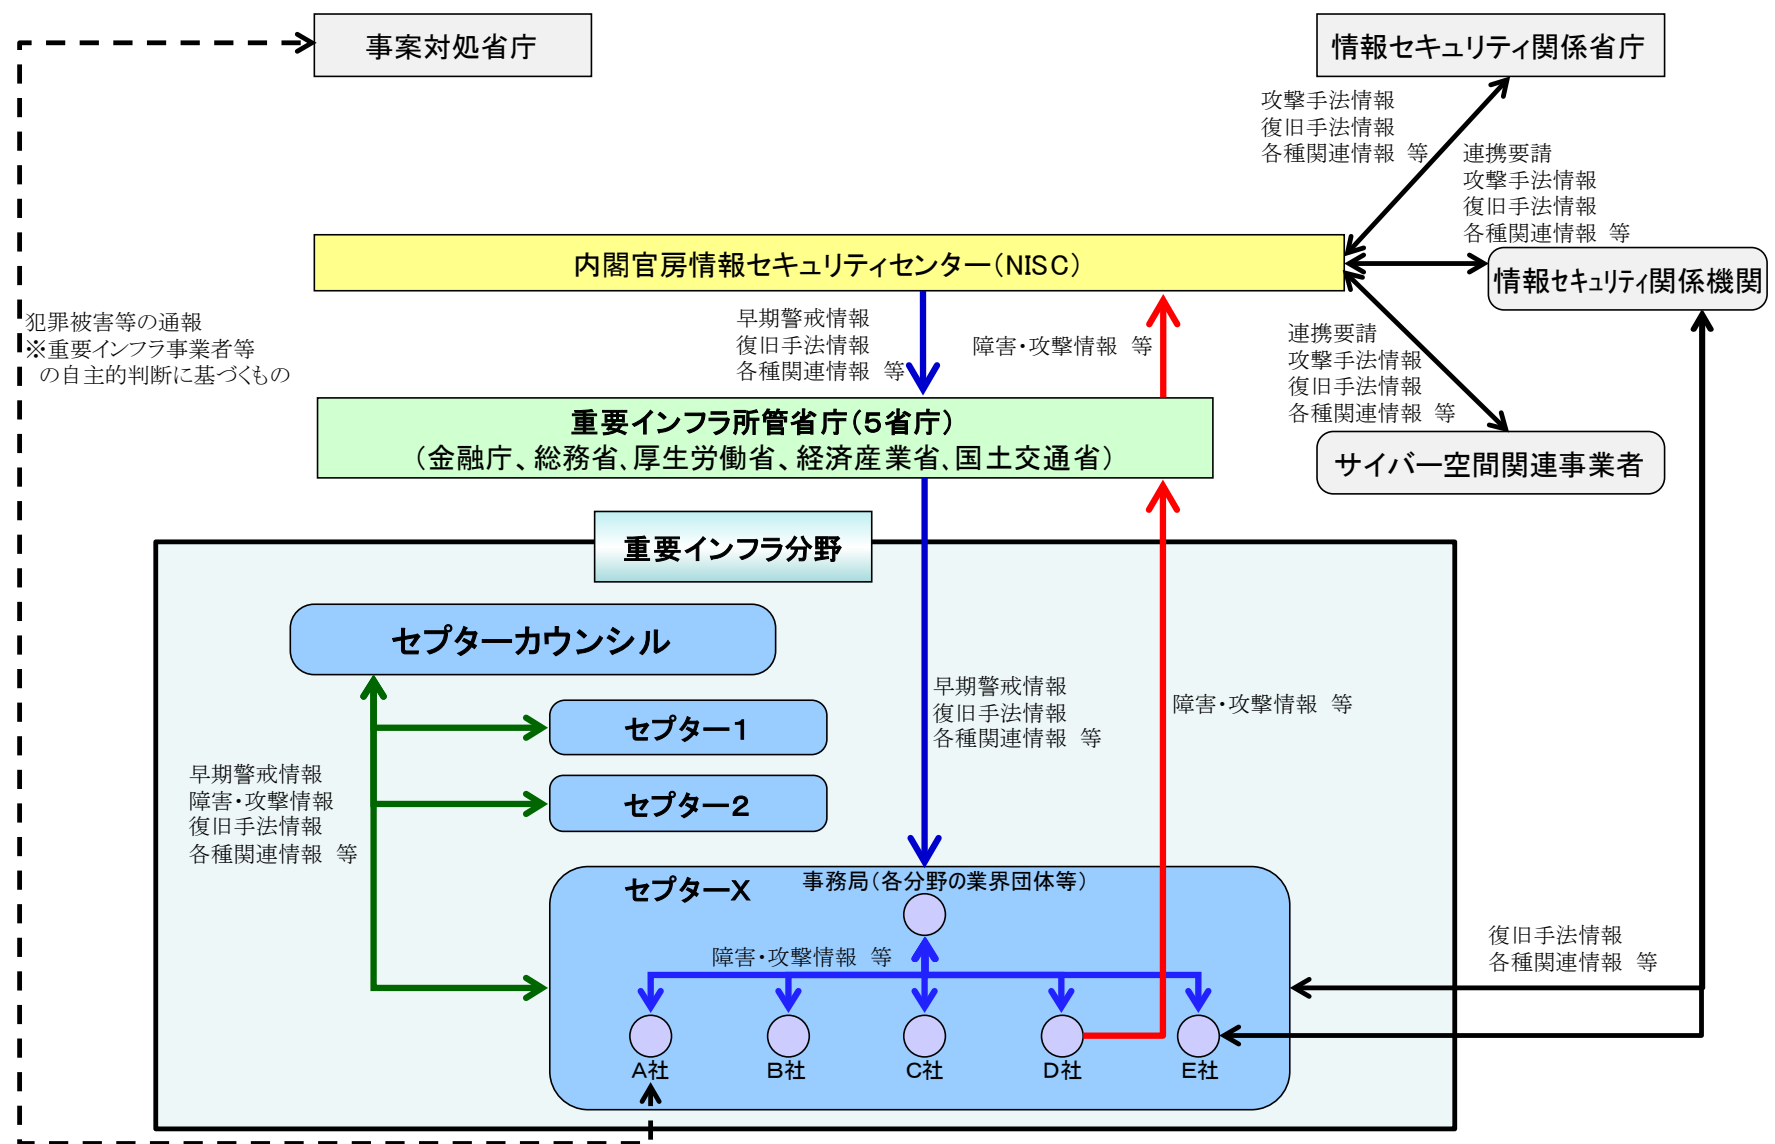 事案対処省庁
情報セキュリティ関係省庁
攻撃手法情報
復旧手法情報
各種関連情報 等
連携要請
攻撃手法情報
復旧手法情報
各種関連情報 等
内閣官房情報セキュリティセンター(NISC)
情報セキュリティ関係機関
犯罪被害等の通報
※重要インフラ事業者等
の自主的判断に基づくもの
早期警戒情報
復旧手法情報
各種関連情報 等
障害・攻撃情報 等
連携要請
攻撃手法情報
復旧手法情報
各種関連情報 等
重要インフラ所管省庁(5省庁)
(金融庁、総務省、厚生労働省、経済産業省、国土交通省)
サイバー空間関連事業者
重要インフラ分野
セプターカウンシル
早期警戒情報
復旧手法情報
各種関連情報 等
障害・攻撃情報 等
セプター1
セプター2
早期警戒情報
障害・攻撃情報
復旧手法情報
各種関連情報 等
セプターX
事務局(各分野の業界団体等)
障害・攻撃情報 等
復旧手法情報
各種関連情報 等
A社
B社
C社
D社
E社